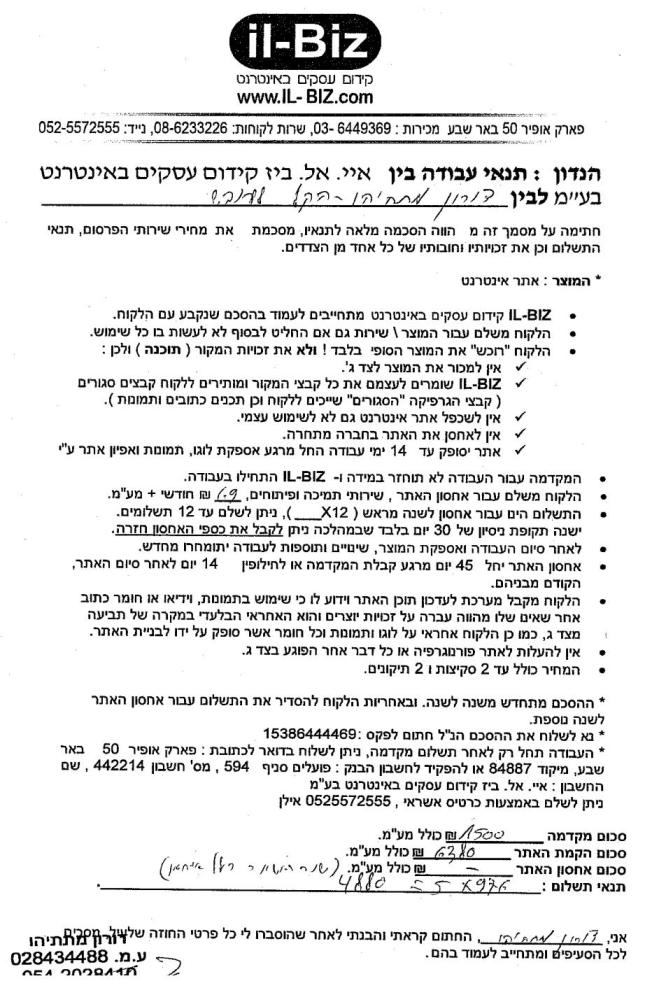 il-Biz
קידום עסקים באינטרנט
www.IL- BIZ.com
פארק אופיר 50 באר שבע מכירות : 6449369 -03, שרות לקוחות: 08-6233226, נייד: 052-5572555
הנדון : תנאי עבודה בין איי. אל. ביז קידום עסקים באינטרנט
בע״מ לבין דורון מתתיהו - הקל
חתימה על מסמך זה מ הווה הסכמה מלאה לתנאיו, מסכמת את מחירי שירותי הפרסום, תנאי
התשלום וכן את זכויותיו וחובותיו של כל אחד מן הצדדים.
* המוצר : אתר אינטרנט
• IL-BIZ קידום עסקים באינטרנט מתחייבים לעמוד בהסכם שנקבע עם הלקוח.
• הלקוח משלם עבור המוצר \ שירות גם אם החליט לבסוף לא לעשות בו כל שימוש.
• הלקוח "רוכש" את המוצר הסופי בלבד ! ולא את זכויות המקור ( תוכנה ) ולכן :
✓ אין למכור את המוצר לצד ג'.
✓ IL-BIZ שומרים לעצמם את כל קבצי המקור ומותירים ללקוח קבצים סגורים
( קבצי הגרפיקה "הסגורים" שייכים ללקוח וכן תכנים כתובים ותמונות ).
✓ אין לשכפל אתר אינטרנט גם לא לשימוש עצמי.
✓ אין לאחסן את האתר בחברה מתחרה.
✓ אתר יסופק עד 14 ימי עבודה החל מרגע אספקת לוגו, תמונות ואפיון אתר ע״י
• המקדמה עבור העבודה לא תוחזר במידה ו- IL-BIZ התחילו בעבודה.
• הלקוח משלם עבור אחסון האתר , שירותי תמיכה ופיתוחים, 69 ₪ חודשי + מע״מ.
• התשלום הינו עבור אחסון לשנה מראש ( X12___ ), ניתן לשלם עד 12 תשלומים.
ישנה תקופת ניסיון של 30 יום בלבד שבמהלכה ניתן לקבל את כספי האחסון חזרה.
• לאחר סיום העבודה ואספקת המוצר, שינויים ותוספות לעבודה יתומחרו מחדש.
• אחסון האתר יחל 45 יום מרגע קבלת המקדמה או לחילופין 14 יום לאחר סיום האתר,
הקודם מבניהם.
• הלקוח מקבל מערכת לעדכון תוכן האתר וידוע לו כי שימוש בתמונות, וידיאו או חומר כתוב
אחר שאינם שלו מהווה עברה על זכויות יוצרים והוא האחראי הבלעדי במקרה של תביעה
מצד ג, כמו כן הלקוח אחראי על לוגו ותמונות וכל חומר אשר סופק על ידו לבניית האתר.
• אין להעלות לאתר פורנוגרפיה או כל דבר אחר הפוגע בצד ג.
• המחיר כולל עד 2 סקיצות ו 2 תיקונים.
* ההסכם מתחדש משנה לשנה. ובאחריות הלקוח להסדיר את התשלום עבור אחסון האתר
לשנה נוספת.
* נא לשלוח את ההסכם הנ״ל חתום לפקס :15386444469
* העבודה תחל רק לאחר תשלום מקדמה, ניתן לשלוח בדואר לכתובת : פארק אופיר 50 באר
שבע, מיקוד 84887 או להפקיד לחשבון הבנק : פועלים סניף 594 , מס' חשבון 442214 , שם
החשבון : איי. אל. ביז קידום עסקים באינטרנט בע״מ
ניתן לשלם באמצעות כרטיס אשראי , 0525572555 אילן
סכום מקדמה 1500 ₪ כולל מע״מ.
סכום הקמת האתר 6380 ₪ כולל מע״מ.
סכום אחסון האתר - ₪ כולל מע״מ. (שנה ראשונה
תנאי תשלום : 976 X 5 = 4880
אני, דורון מתתיהו, החתום קראתי והבנתי לאחר שהוסברו לי כל פרטי החוזה שלעיל, מסכים
לכל הסעיפים ומתחייב לעמוד בהם.
דורון מתתיהו
ע.מ. 028434488